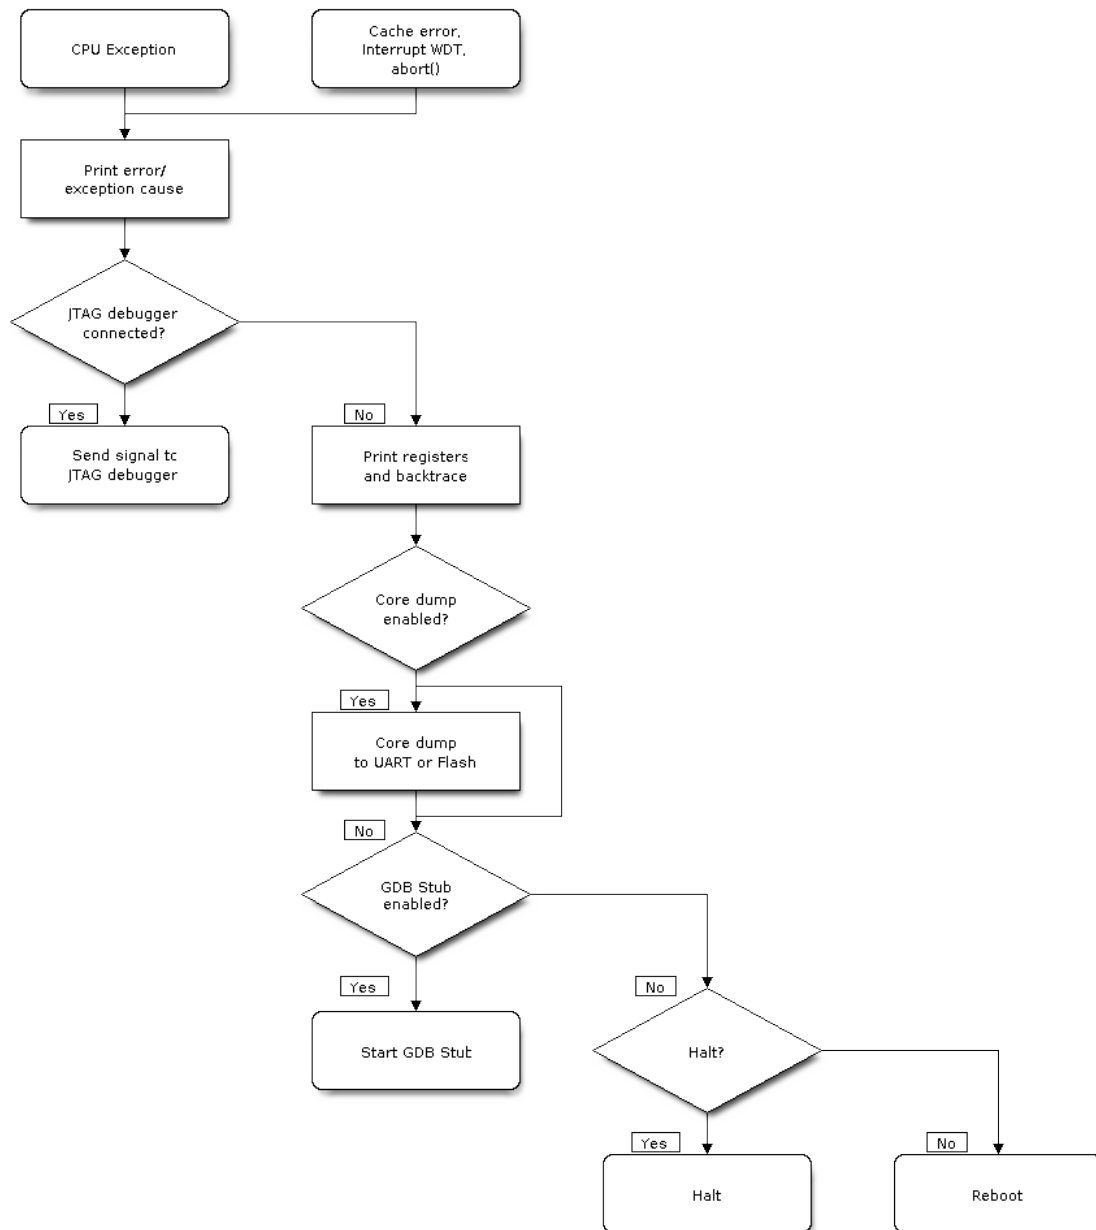 CPU Exception
Cache error,
Interrupt WDT,
abort()
Print error/
exception cause
JTAG debugger
connected?
Yes
No
Send signal to
JTAG debugger
Print registers
and backtrace
Core dump
enabled?
Yes
Core dump
to UART or Flash
No
GDB Stub
enabled?
Yes
No
Start GDB Stub
Halt?
Yes
No
Halt
Reboot